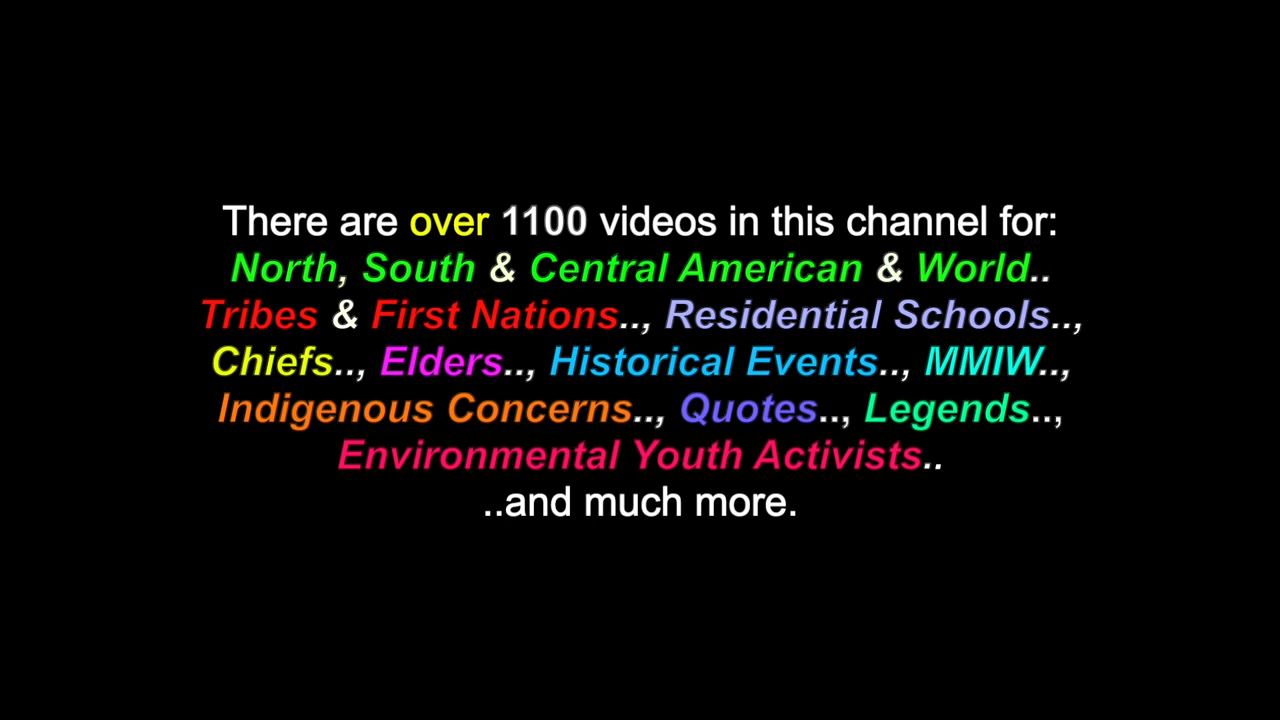 There are over 1100 videos in this channel for:
North, South & Central American & World..
Tribes & First Nations.., Residential Schools..,
Chiefs.., Elders.., Historical Events.., MMIW..,
Indigenous Concerns.., Quotes.., Legends..,
Environmental Youth Activists..
..and much more.